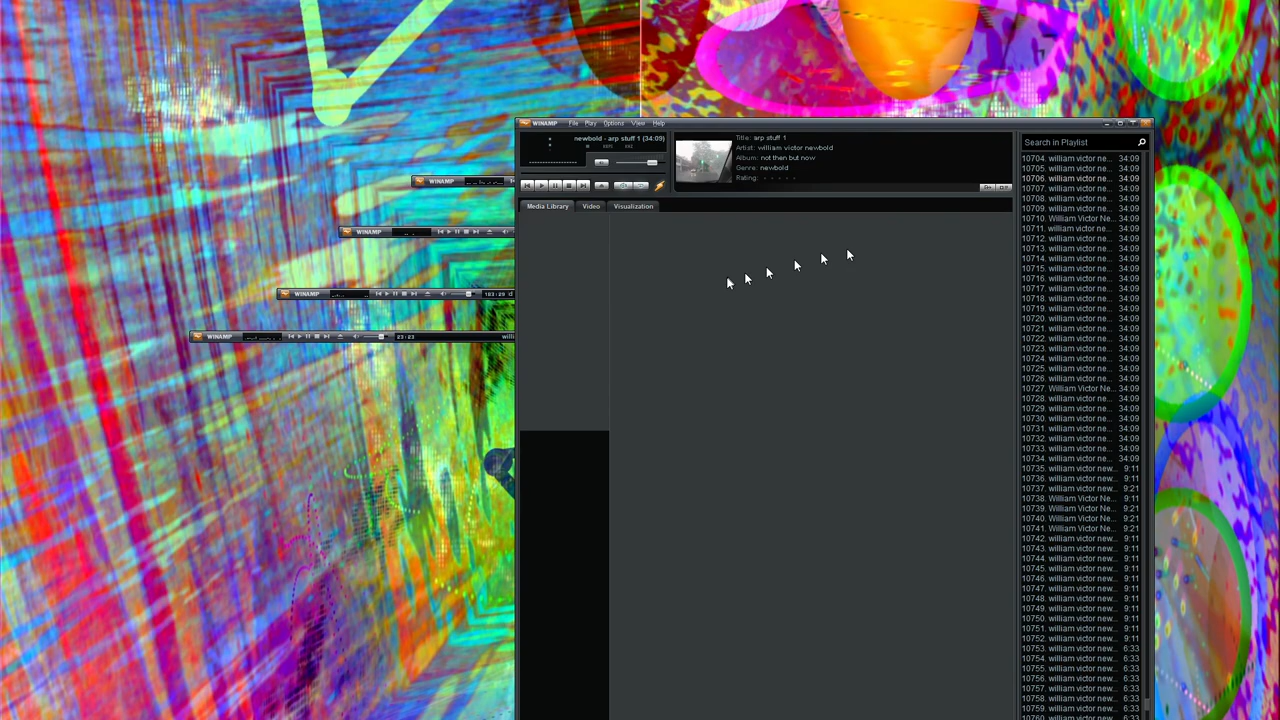 WINAMP File Play Options View Help
newbold - arp stuff 1 (34:09)
Title: arp stuff 1
Artist: william victor newbold
Album: not then but now
Genre: newbold
Rating:
Media Library Video Visualization
WINAMP
WINAMP
WINAMP
WINAMP 23:23 willi
Search in Playlist
10704. william victor ne... 34:09
10705. william victor ne... 34:09
10706. william victor ne... 34:09
10707. william victor ne... 34:09
10708. william victor ne... 34:09
10709. william victor ne... 34:09
10710. William Victor Ne... 34:09
10711. william victor ne... 34:09
10712. william victor ne... 34:09
10713. william victor ne... 34:09
10714. william victor ne... 34:09
10715. william victor ne... 34:09
10716. william victor ne... 34:09
10717. william victor ne... 34:09
10718. william victor ne... 34:09
10719. william victor ne... 34:09
10720. william victor ne... 34:09
10721. william victor ne... 34:09
10722. william victor ne... 34:09
10723. william victor ne... 34:09
10724. william victor ne... 34:09
10725. william victor ne... 34:09
10726. william victor ne... 34:09
10727. William Victor Ne... 34:09
10728. william victor ne... 34:09
10729. william victor ne... 34:09
10730. william victor ne... 34:09
10731. william victor ne... 34:09
10732. william victor ne... 34:09
10733. william victor ne... 34:09
10734. william victor ne... 34:09
10735. william victor new... 9:11
10736. william victor new... 9:11
10737. william victor new... 9:21
10738. William Victor Ne... 9:11
10739. William Victor Ne... 9:21
10740. William Victor Ne... 9:21
10741. William Victor Ne... 9:21
10742. william victor new... 9:11
10743. william victor new... 9:11
10744. william victor new... 9:11
10745. william victor new... 9:11
10746. william victor new... 9:11
10747. william victor new... 9:11
10748. william victor new... 9:11
10749. william victor new... 9:11
10750. william victor new... 9:11
10751. william victor new... 9:11
10752. william victor new... 9:11
10753. william victor new... 6:33
10754. william victor new... 6:33
10755. william victor new... 6:33
10756. william victor new... 6:33
10757. william victor new... 6:33
10758. william victor new... 6:33
10759. william victor new... 6:33
10760. william victor new... 6:33